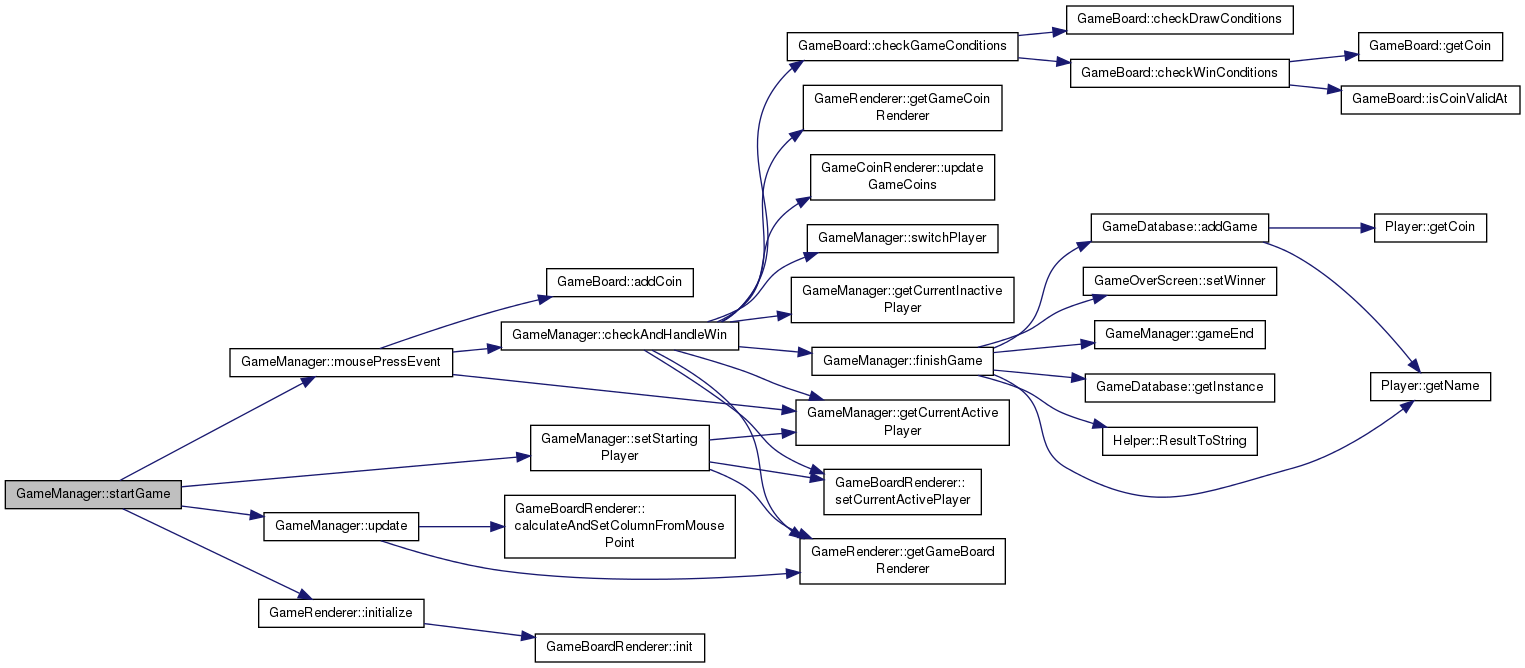 GameBoard::checkDrawConditions
GameBoard::checkGameConditions
GameBoard::getCoin
GameBoard::checkWinConditions
GameBoard::isCoinValidAt
GameRenderer::getGameCoin
Renderer
GameCoinRenderer::update
GameCoins
GameManager::switchPlayer
GameDatabase::addGame
Player::getCoin
GameBoard::addCoin
GameManager::getCurrentInactive
Player
GameOverScreen::setWinner
GameManager::checkAndHandleWin
GameManager::gameEnd
GameManager::mousePressEvent
GameManager::finishGame
GameDatabase::getInstance
Player::getName
GameManager::getCurrentActive
Player
Helper::ResultToString
GameManager::setStarting
Player
GameManager::startGame
GameBoardRenderer::
setCurrentActivePlayer
GameManager::update
GameBoardRenderer::
calculateAndSetColumnFromMouse
Point
GameRenderer::getGameBoard
Renderer
GameRenderer::initialize
GameBoardRenderer::init